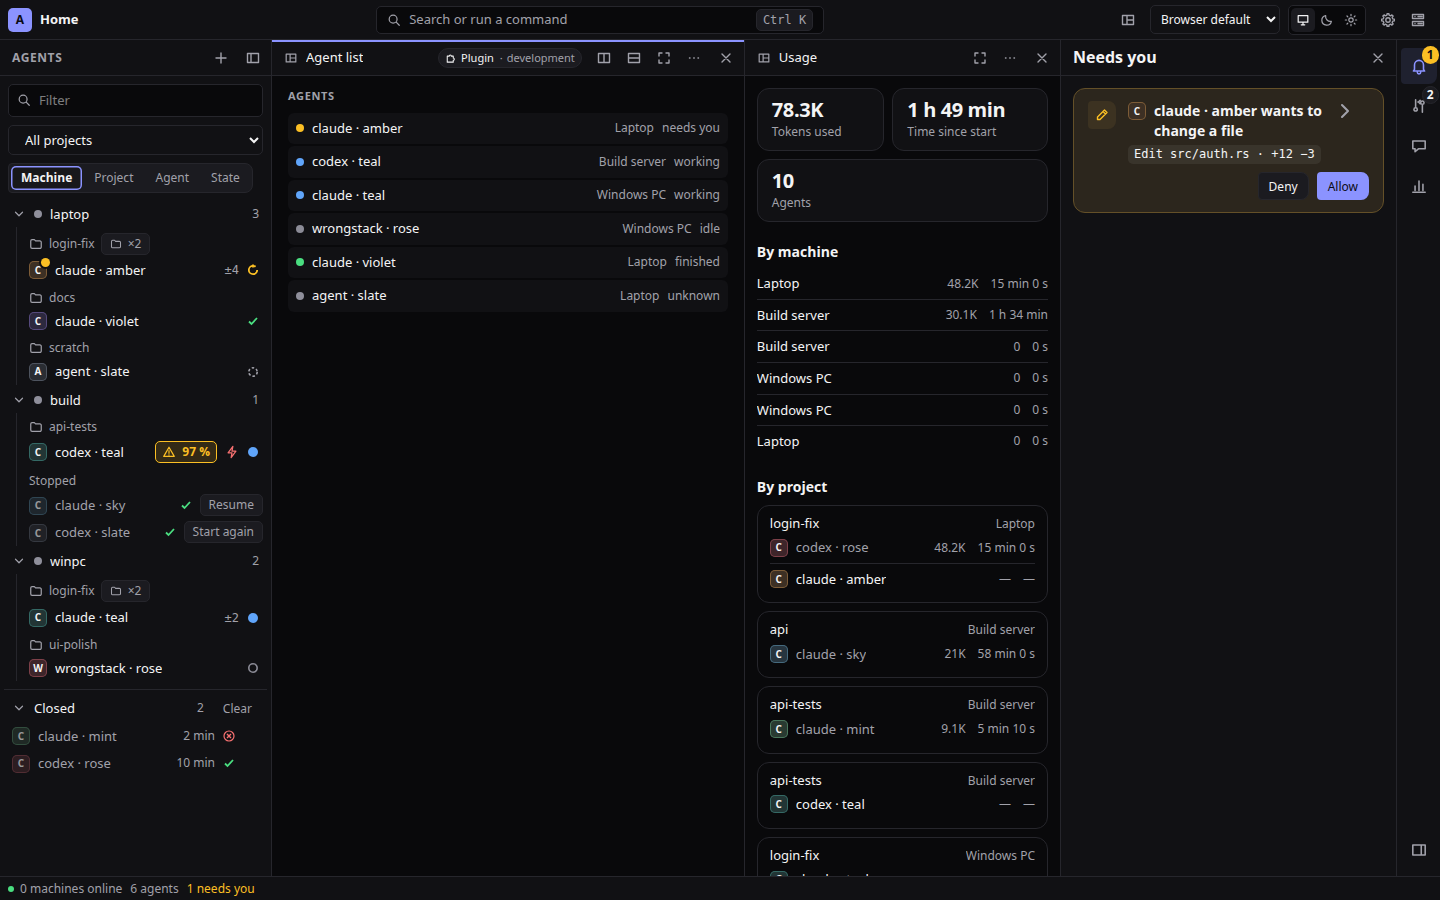 A Home
Search or run a command Ctrl K
Browser default
AGENTS
Filter
All projects
Machine Project Agent State
laptop 3
login-fix ×2
C claude · amber ±4
docs
C claude · violet
scratch
A agent · slate
build 1
api-tests
C codex · teal 97 %
Stopped
C claude · sky Resume
C codex · slate Start again
winpc 2
login-fix ×2
C claude · teal ±2
ui-polish
W wrongstack · rose
Closed 2 Clear
C claude · mint 2 min
C codex · rose 10 min
Agent list Plugin · development
AGENTS
claude · amber Laptop needs you
codex · teal Build server working
claude · teal Windows PC working
wrongstack · rose Windows PC idle
claude · violet Laptop finished
agent · slate Laptop unknown
Usage
78.3K
Tokens used
1 h 49 min
Time since start
10
Agents
By machine
Laptop 48.2K 15 min 0 s
Build server 30.1K 1 h 34 min
Build server 0 0 s
Windows PC 0 0 s
Windows PC 0 0 s
Laptop 0 0 s
By project
login-fix Laptop
C codex · rose 48.2K 15 min 0 s
C claude · amber — —
api Build server
C claude · sky 21K 58 min 0 s
api-tests Build server
C claude · mint 9.1K 5 min 10 s
api-tests Build server
C codex · teal — —
login-fix Windows PC
Needs you
C claude · amber wants to
change a file
Edit src/auth.rs · +12 −3
Deny Allow
1
2
0 machines online 6 agents 1 needs you